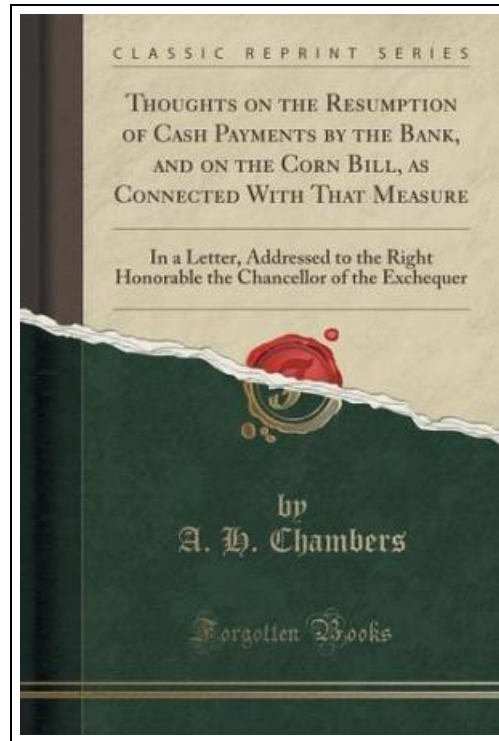 CLASSIC REPRINT SERIES
THOUGHTS ON THE RESUMPTION
OF CASH PAYMENTS BY THE BANK,
AND ON THE CORN BILL, AS
CONNECTED WITH THAT MEASURE
In a Letter, Addressed to the Right
Honorable the Chancellor of the Exchequer
by
A. H. Chambers
Forgotten Books